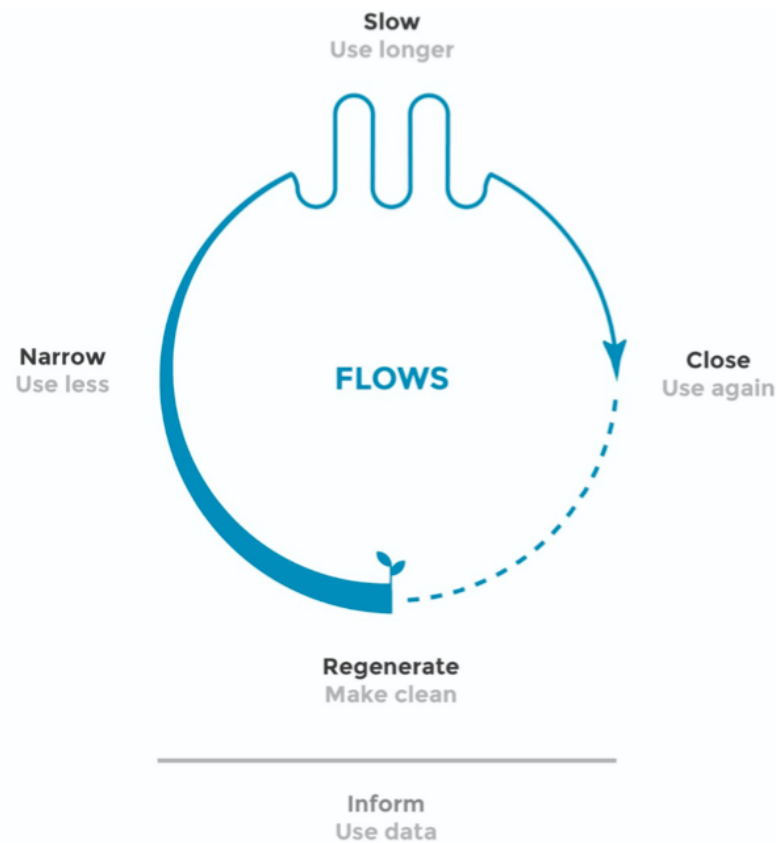 Slow
Use longer
Narrow
Use less
FLOWS
Close
Use again
Regenerate
Make clean
Inform
Use data